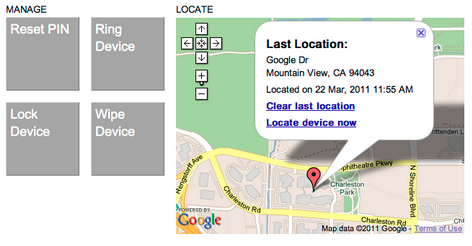 MANAGE
LOCATE
Reset PIN
Ring
Device
Lock
Device
Wipe
Device
Last Location:
Google Dr
Mountain View, CA 94043
Located on 22 Mar, 2011 11:55 AM
Clear last location
Locate device now
Rengstorff Ave
Amphitheatre Pkwy
Charleston
Park
Charleston Rd
Charleston Rd
N Shoreline Blvd
POWERED BY
Google
Map data ©2011 Google - Terms of Use